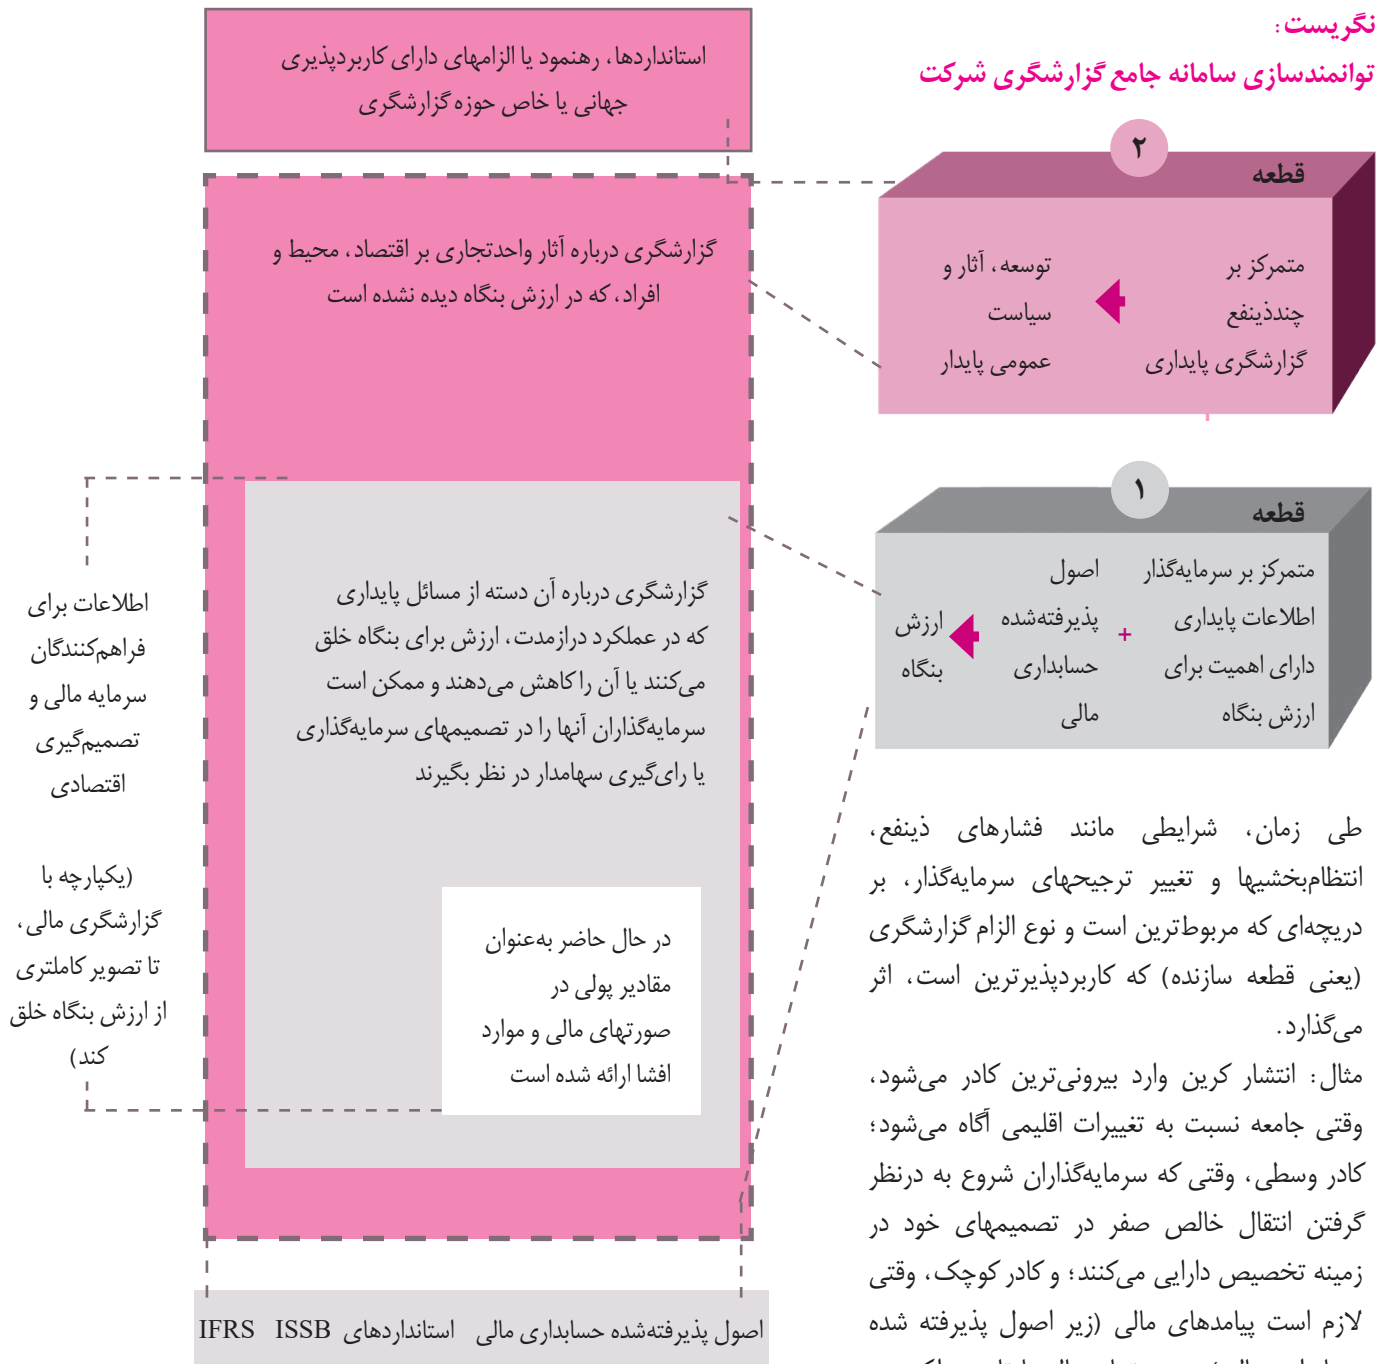 نگریست:
توانمندسازی سامانه جامع گزارشگری شرکت
استانداردها، رهنمود یا الزامهای دارای کاربردپذیری
جهانی یا خاص حوزه گزارشگری
۲
قطعه
متمرکز بر
چندذینفع
گزارشگری پایداری
توسعه، آثار و
سیاست
عمومی پایدار
گزارشگری درباره آثار واحدتجاری بر اقتصاد، محیط و
افراد، که در ارزش بنگاه دیده نشده است
+
۱
قطعه
متمرکز بر سرمایه‌گذار
اطلاعات پایداری
دارای اهمیت برای
ارزش بنگاه
+
اصول
پذیرفته‌شده
حسابداری
مالی
ارزش
بنگاه
گزارشگری درباره آن دسته از مسائل پایداری
که در عملکرد درازمدت، ارزش برای بنگاه خلق
می‌کنند یا آن را کاهش می‌دهند و ممکن است
سرمایه‌گذاران آنها را در تصمیمهای سرمایه‌گذاری
یا رای‌گیری سهامدار در نظر بگیرند
در حال حاضر به‌عنوان
مقادیر پولی در
صورتهای مالی و موارد
افشا ارائه شده است
اطلاعات برای
فراهم‌کنندگان
سرمایه مالی و
تصمیم‌گیری
اقتصادی
(یکپارچه با
گزارشگری مالی،
تا تصویر کاملتری
از ارزش بنگاه خلق
کند)
طی زمان، شرایطی مانند فشارهای ذینفع،
انتظام‌بخشیها و تغییر ترجیحهای سرمایه‌گذار، بر
دریچه‌ای که مربوط‌ترین است و نوع الزام گزارشگری
(یعنی قطعه سازنده) که کاربردپذیرترین است، اثر
می‌گذارد.
مثال: انتشار کربن وارد بیرونی‌ترین کادر می‌شود،
وقتی جامعه نسبت به تغییرات اقلیمی آگاه می‌شود؛
کادر وسطی، وقتی که سرمایه‌گذاران شروع به درنظر
گرفتن انتقال خالص صفر در تصمیمهای خود در
زمینه تخصیص دارایی می‌کنند؛ و کادر کوچک، وقتی
لازم است پیامدهای مالی (زیر اصول پذیرفته شده
اصول پذیرفته‌شده حسابداری مالی استانداردهای IFRS ISSB